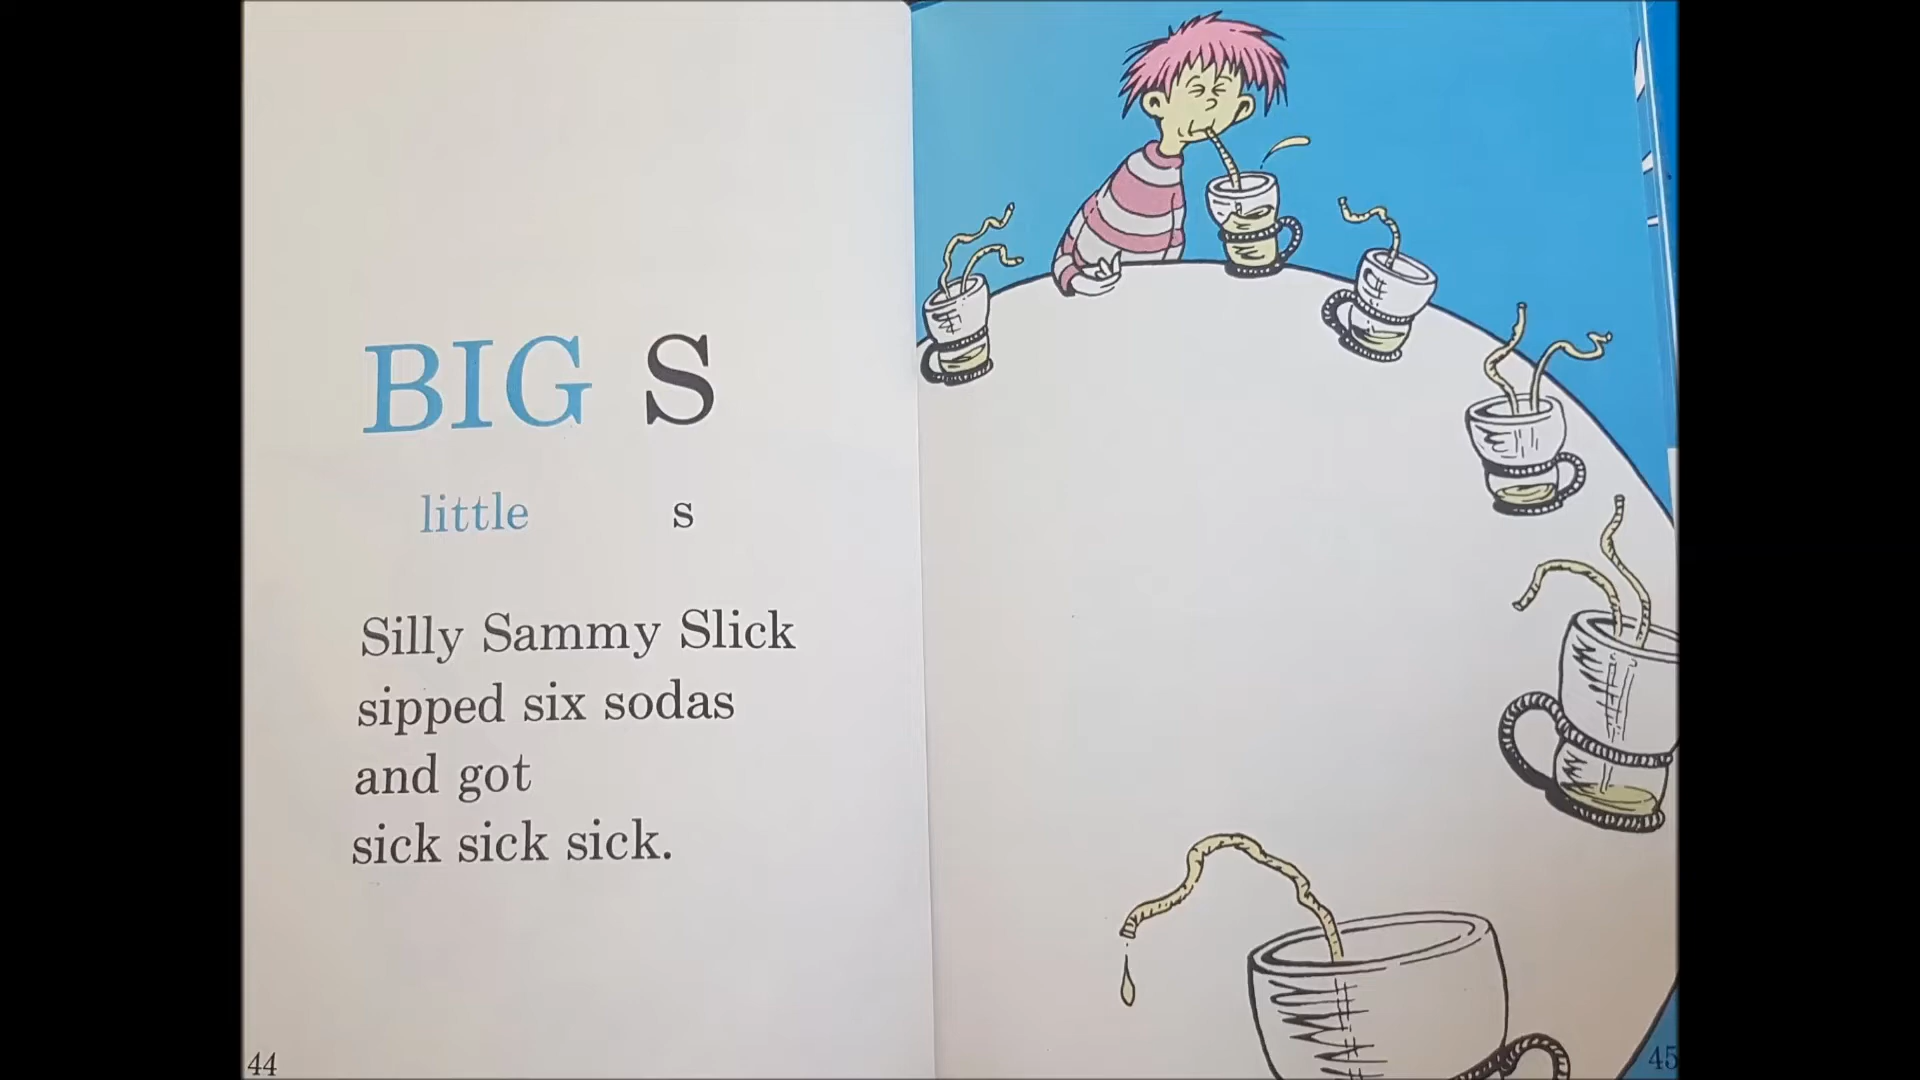 BIG S
little s
Silly Sammy Slick
sipped six sodas
and got
sick sick sick.
44
45